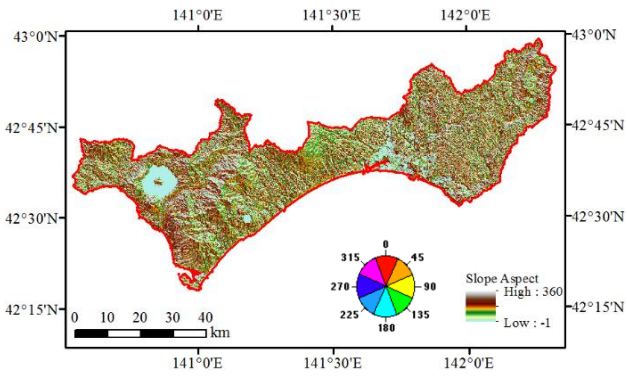 141°0'E 141°30'E 142°0'E
43°0'N 43°0'N
42°45'N 42°45'N
42°30'N 42°30'N
42°15'N 42°15'N
0
315 45
270 90
225 135
180
Slope Aspect
High : 360
Low : -1
0 10 20 30 40
km
141°0'E 141°30'E 142°0'E